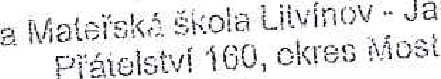 a Mateřská škola Litvínov - Ja
Přátelství 160, okres Most